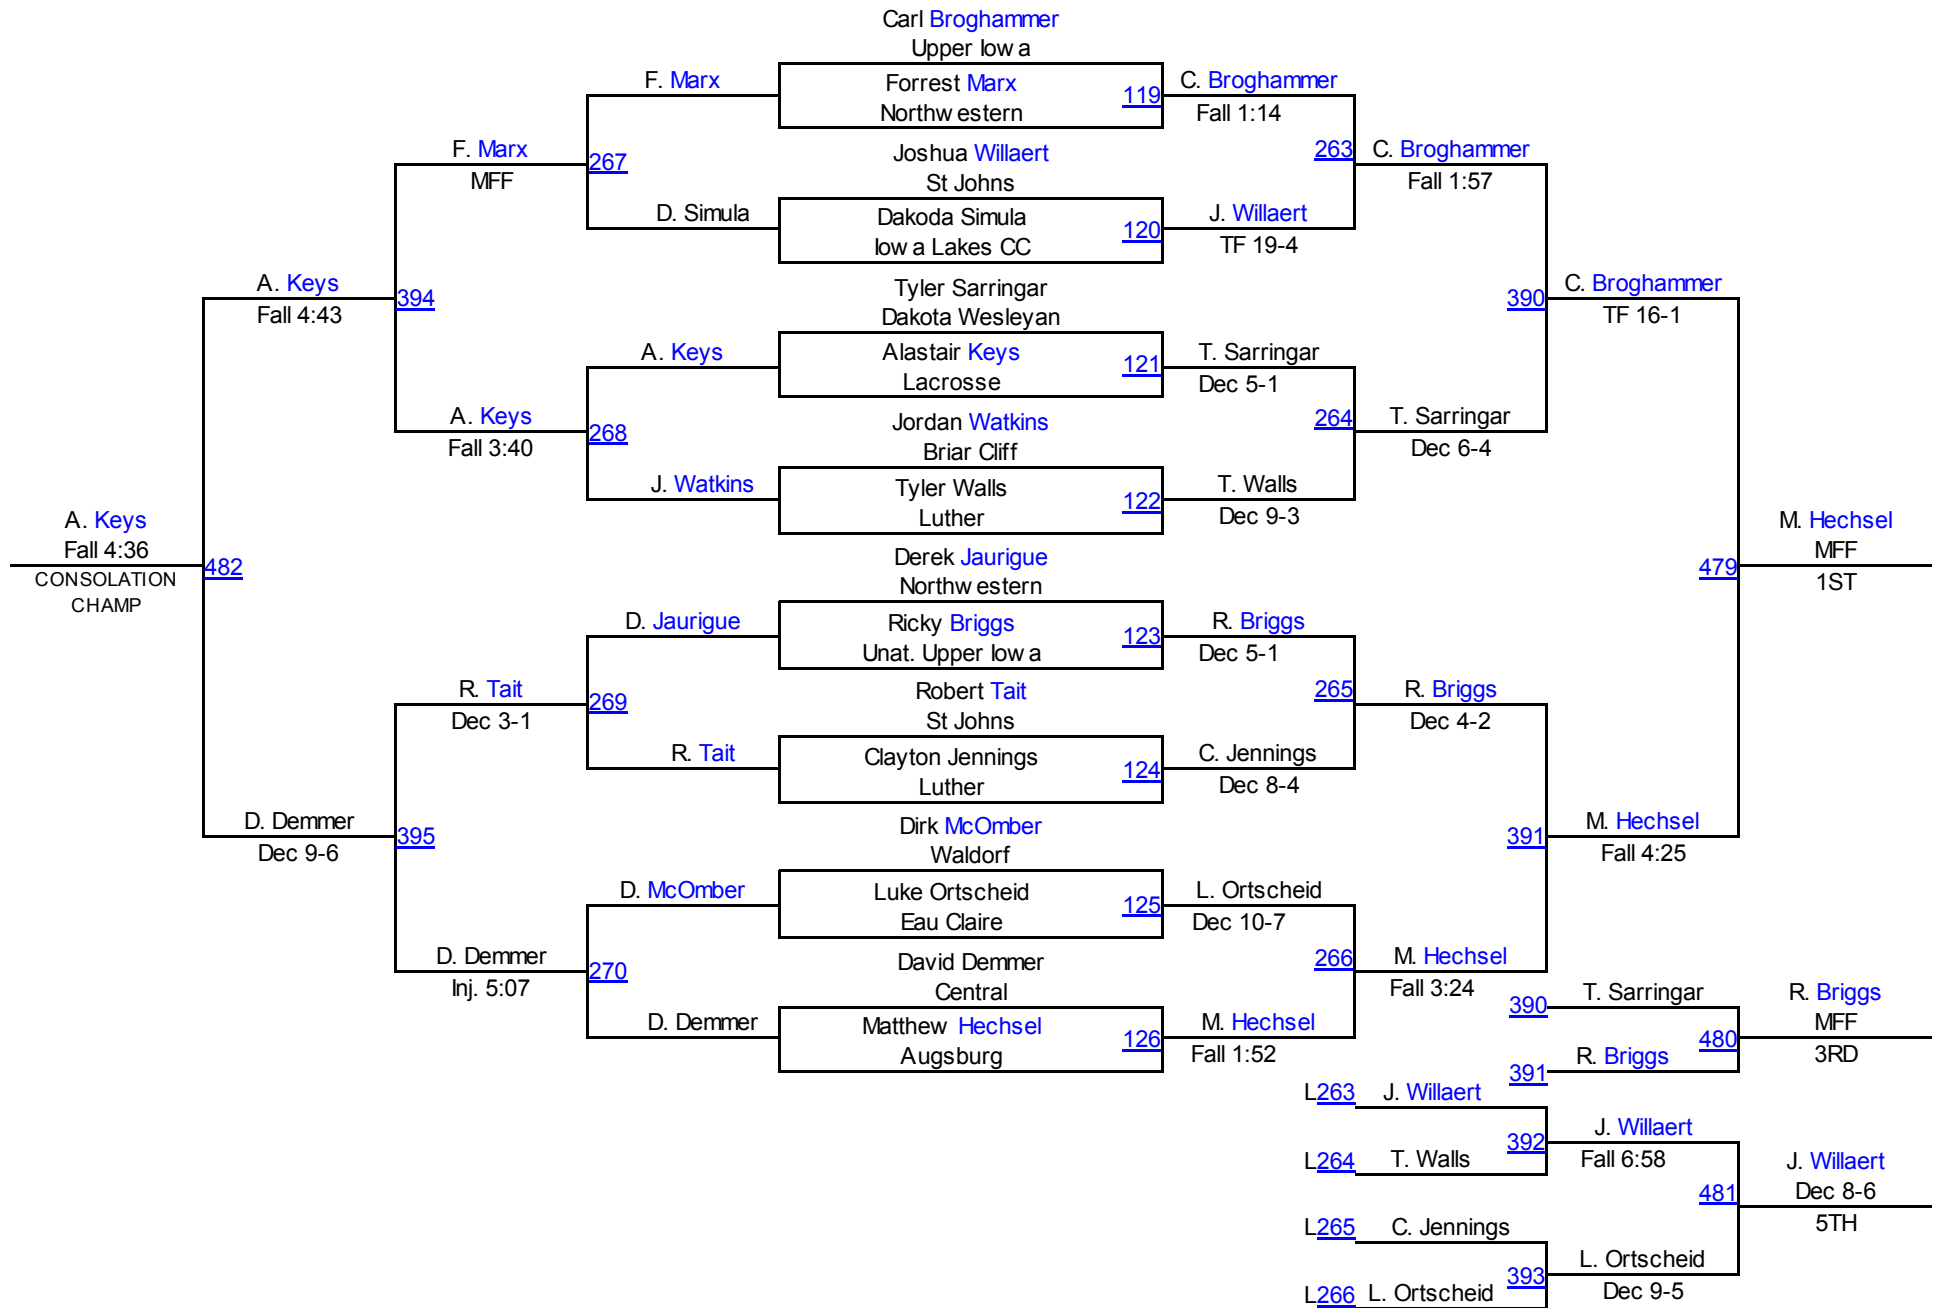 Carl Broghammer
Upper Iowa
F. Marx
Forrest Marx
119
C. Broghammer
Northwestern
Fall 1:14
F. Marx
267
Joshua Willaert
263
C. Broghammer
MFF
St Johns
Fall 1:57
D. Simula
Dakoda Simula
120
J. Willaert
Iowa Lakes CC
TF 19-4
A. Keys
394
Tyler Sarringar
390
C. Broghammer
Fall 4:43
Dakota Wesleyan
TF 16-1
A. Keys
Alastair Keys
121
T. Sarringar
Lacrosse
Dec 5-1
A. Keys
268
Jordan Watkins
264
T. Sarringar
Fall 3:40
Briar Cliff
Dec 6-4
J. Watkins
Tyler Walls
122
T. Walls
Luther
Dec 9-3
A. Keys
M. Hechsel
Fall 4:36
482
Derek Jaurigue
479
MFF
CONSOLATION
Northwestern
1ST
CHAMP
D. Jaurigue
Ricky Briggs
123
R. Briggs
Unat. Upper Iowa
Dec 5-1
R. Tait
269
Robert Tait
265
R. Briggs
Dec 3-1
St Johns
Dec 4-2
R. Tait
Clayton Jennings
124
C. Jennings
Luther
Dec 8-4
D. Demmer
395
Dirk McOmber
391
M. Hechsel
Dec 9-6
Waldorf
Fall 4:25
D. McOmber
Luke Ortscheid
125
L. Ortscheid
Eau Claire
Dec 10-7
D. Demmer
270
David Demmer
266
M. Hechsel
Inj. 5:07
Central
Fall 3:24
390
T. Sarringar
R. Briggs
D. Demmer
Matthew Hechsel
126
M. Hechsel
480
MFF
Augsburg
Fall 1:52
391
R. Briggs
3RD
L263
J. Willaert
392
J. Willaert
L264
T. Walls
Fall 6:58
J. Willaert
481
Dec 8-6
L265
C. Jennings
5TH
393
L. Ortscheid
L266
L. Ortscheid
Dec 9-5